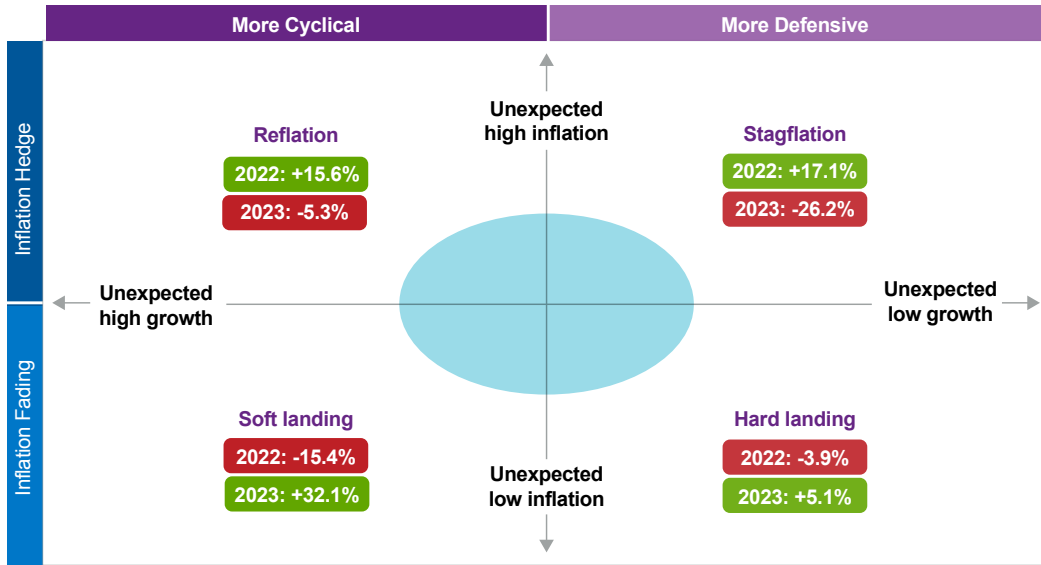 More Cyclical
More Defensive
Inflation Hedge
Unexpected
high inflation
Reflation
2022: +15.6%
2023: -5.3%
Stagflation
2022: +17.1%
2023: -26.2%
Unexpected
high growth
Unexpected
low growth
Inflation Fading
Soft landing
2022: -15.4%
2023: +32.1%
Unexpected
low inflation
Hard landing
2022: -3.9%
2023: +5.1%